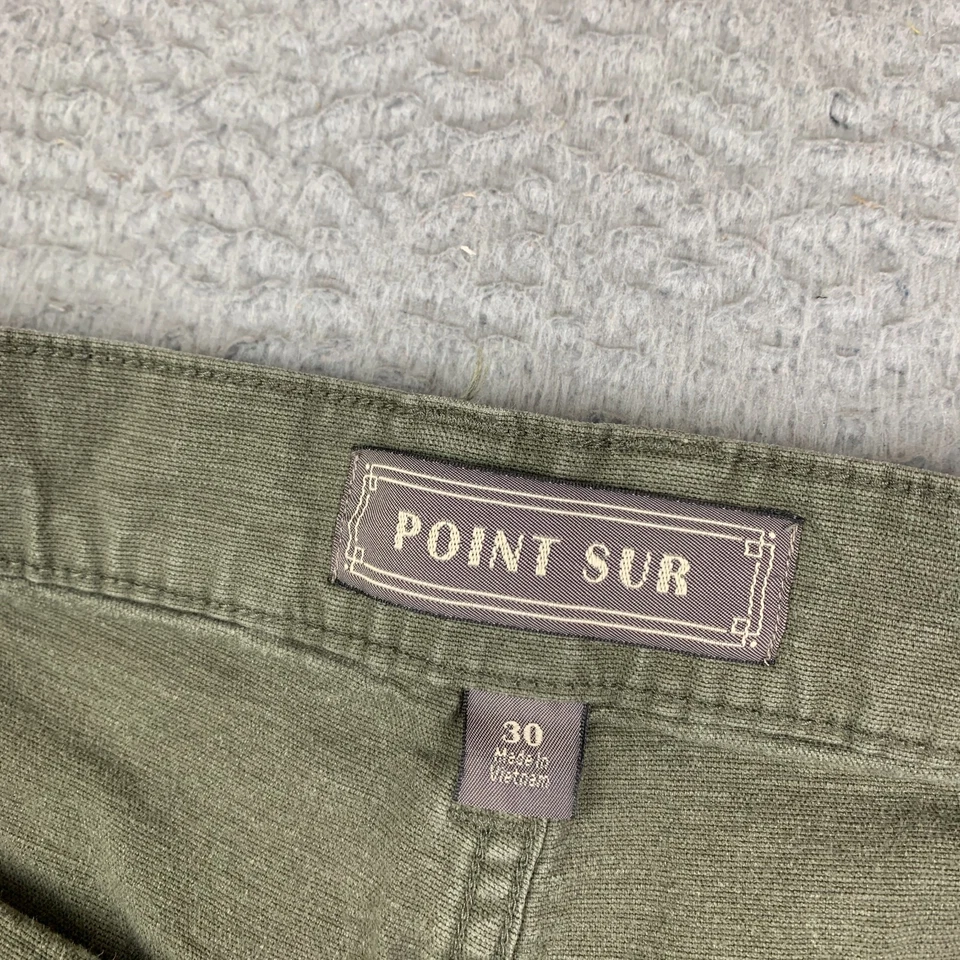 POINT SUR
30
Made in
Vietnam